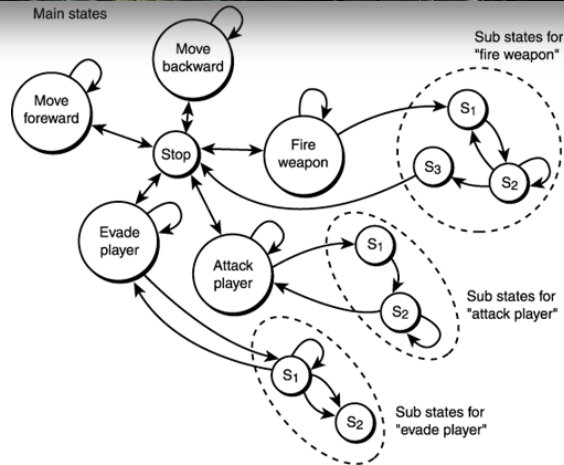 Main states
Move
backward
Sub states for
"fire weapon"
Move
foreward
S1
Fire
weapon
Stop
S3
S2
Evade
player
Attack
player
S1
S2
Sub states for
"attack player"
S1
S2
Sub states for
"evade player"